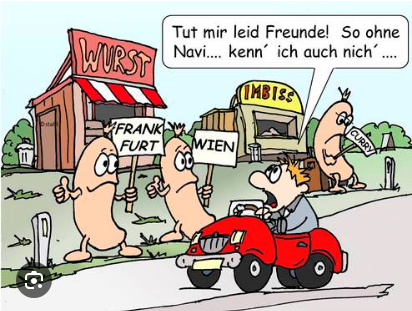 Tut mir leid Freunde! So ohne
Navi.... kenn´ ich auch nich´....
WURST
IMBISS
FRANK
FURT
WIEN
CURRY